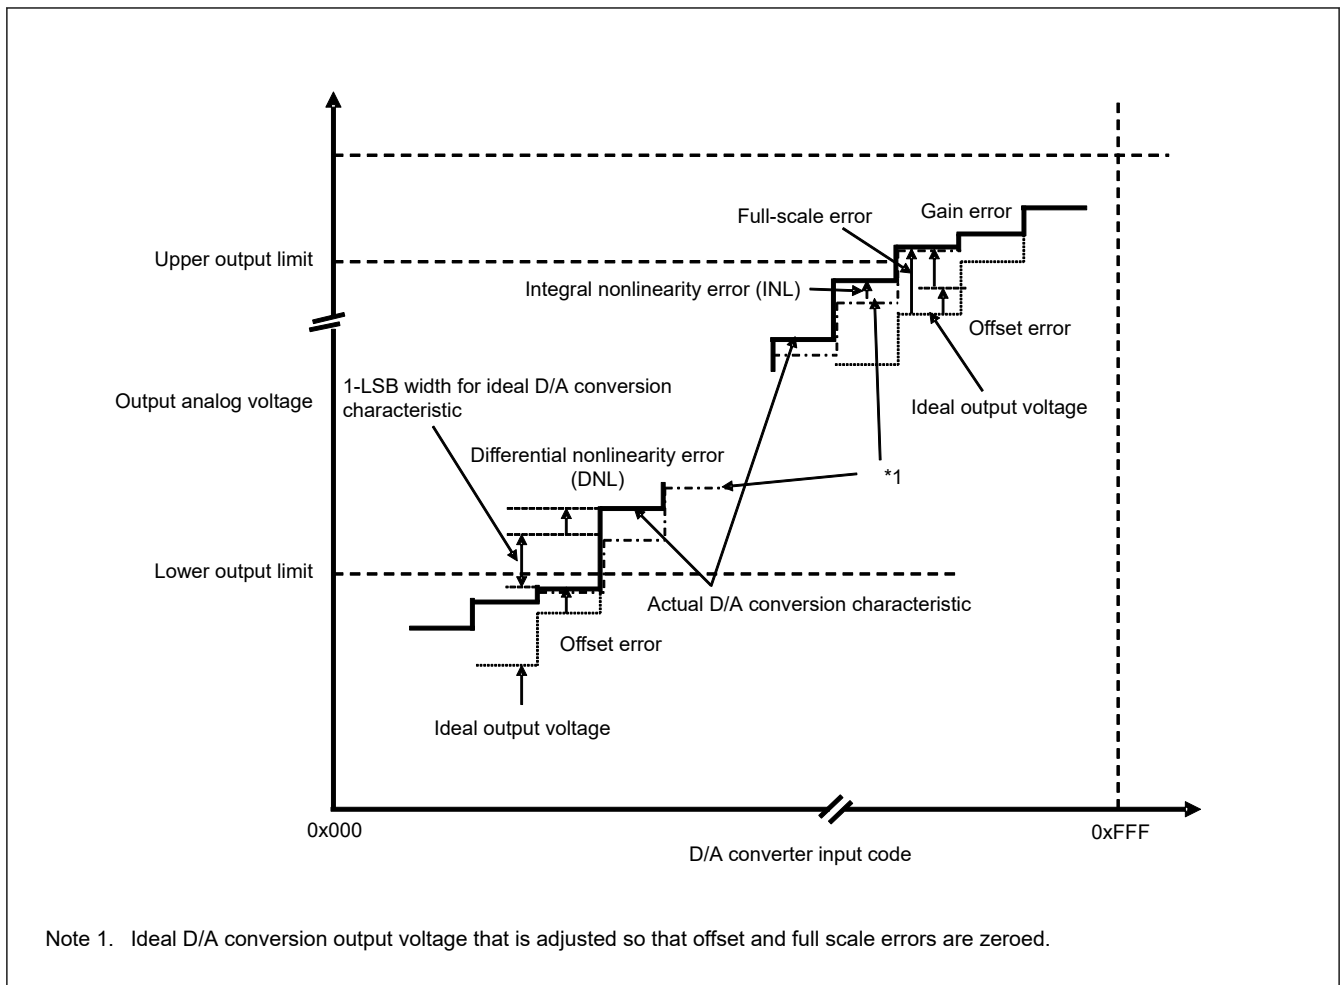 Full-scale error
Gain error
Upper output limit
Integral nonlinearity error (INL)
Offset error
1-LSB width for ideal D/A conversion
characteristic
Output analog voltage
Ideal output voltage
Differential nonlinearity error
(DNL)
*1
Lower output limit
Actual D/A conversion characteristic
Offset error
Ideal output voltage
0x000
0xFFF
D/A converter input code
Note 1. Ideal D/A conversion output voltage that is adjusted so that offset and full scale errors are zeroed.